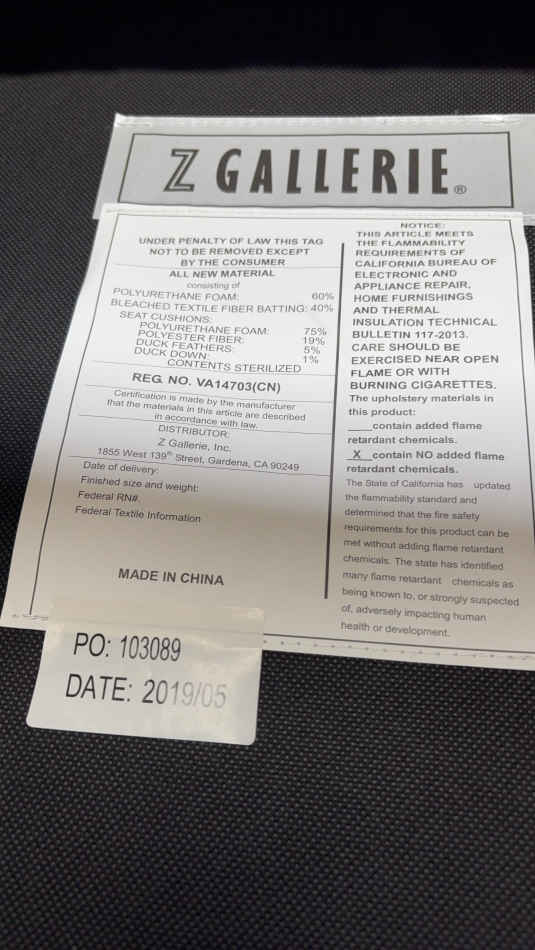 Z GALLERIE®
UNDER PENALTY OF LAW THIS TAG
NOT TO BE REMOVED EXCEPT
BY THE CONSUMER
ALL NEW MATERIAL
consisting of
POLYURETHANE FOAM: 60%
BLEACHED TEXTILE FIBER BATTING: 40%
SEAT CUSHIONS:
POLYURETHANE FOAM: 75%
POLYESTER FIBER: 19%
DUCK FEATHERS: 5%
DUCK DOWN: 1%
CONTENTS STERILIZED
REG. NO. VA14703(CN)
Certification is made by the manufacturer
that the materials in this article are described
in accordance with law.
DISTRIBUTOR:
Z Gallerie, Inc.
1855 West 139th Street, Gardena, CA 90249
Date of delivery:
Finished size and weight:
Federal RN#.
Federal Textile Information
MADE IN CHINA
NOTICE:
THIS ARTICLE MEETS
THE FLAMMABILITY
REQUIREMENTS OF
CALIFORNIA BUREAU OF
ELECTRONIC AND
APPLIANCE REPAIR,
HOME FURNISHINGS
AND THERMAL
INSULATION TECHNICAL
BULLETIN 117-2013.
CARE SHOULD BE
EXERCISED NEAR OPEN
FLAME OR WITH
BURNING CIGARETTES.
The upholstery materials in
this product:
____contain added flame
retardant chemicals.
_X_contain NO added flame
retardant chemicals.
The State of California has updated
the flammability standard and
determined that the fire safety
requirements for this product can be
met without adding flame retardant
chemicals. The state has identified
many flame retardant chemicals as
being known to, or strongly suspected
of, adversely impacting human
health or development.
PO: 103089
DATE: 2019/05